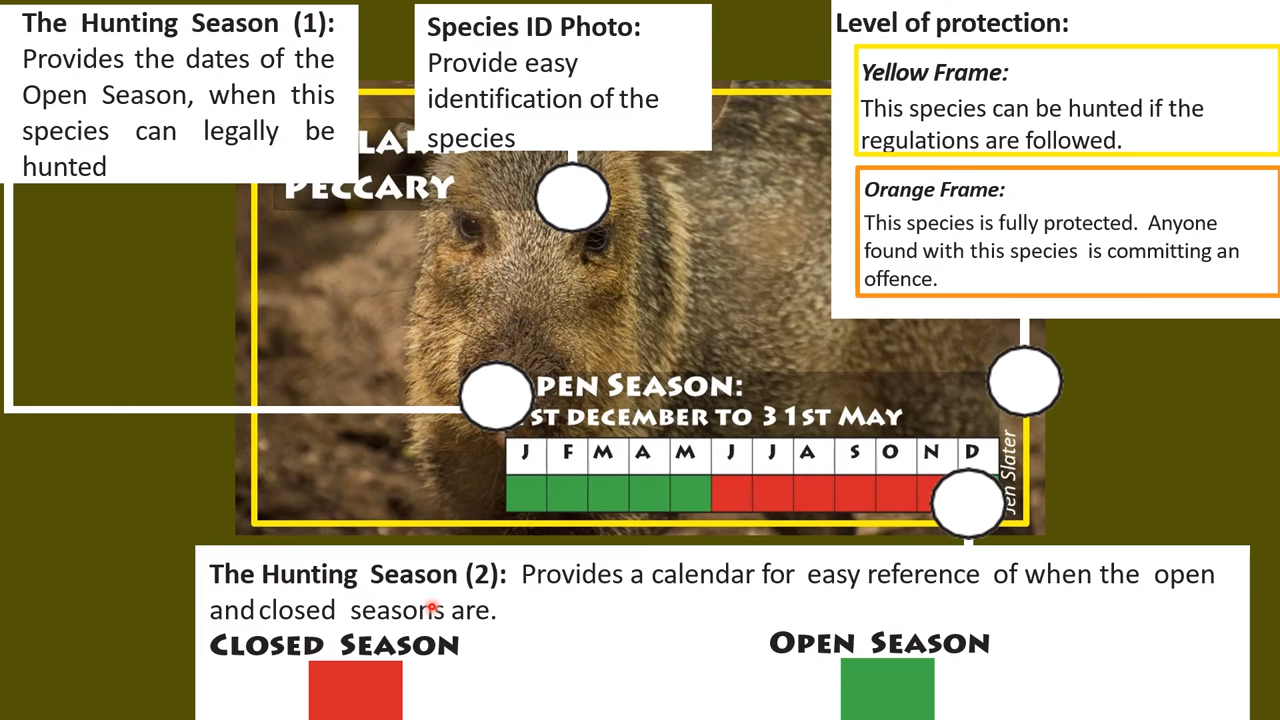 The Hunting Season (1):
Provides the dates of the
Open Season, when this
species can legally be
hunted
Species ID Photo:
Provide easy
identification of the
species
Level of protection:
Yellow Frame:
This species can be hunted if the
regulations are followed.
Orange Frame:
This species is fully protected. Anyone
found with this species is committing an
offence.
PECCARY
PEN SEASON:
ST DECEMBER TO 31ST MAY
J F M A M J J A S O N D
Jen Slater
The Hunting Season (2): Provides a calendar for easy reference of when the open
and closed seasons are.
CLOSED SEASON
OPEN SEASON